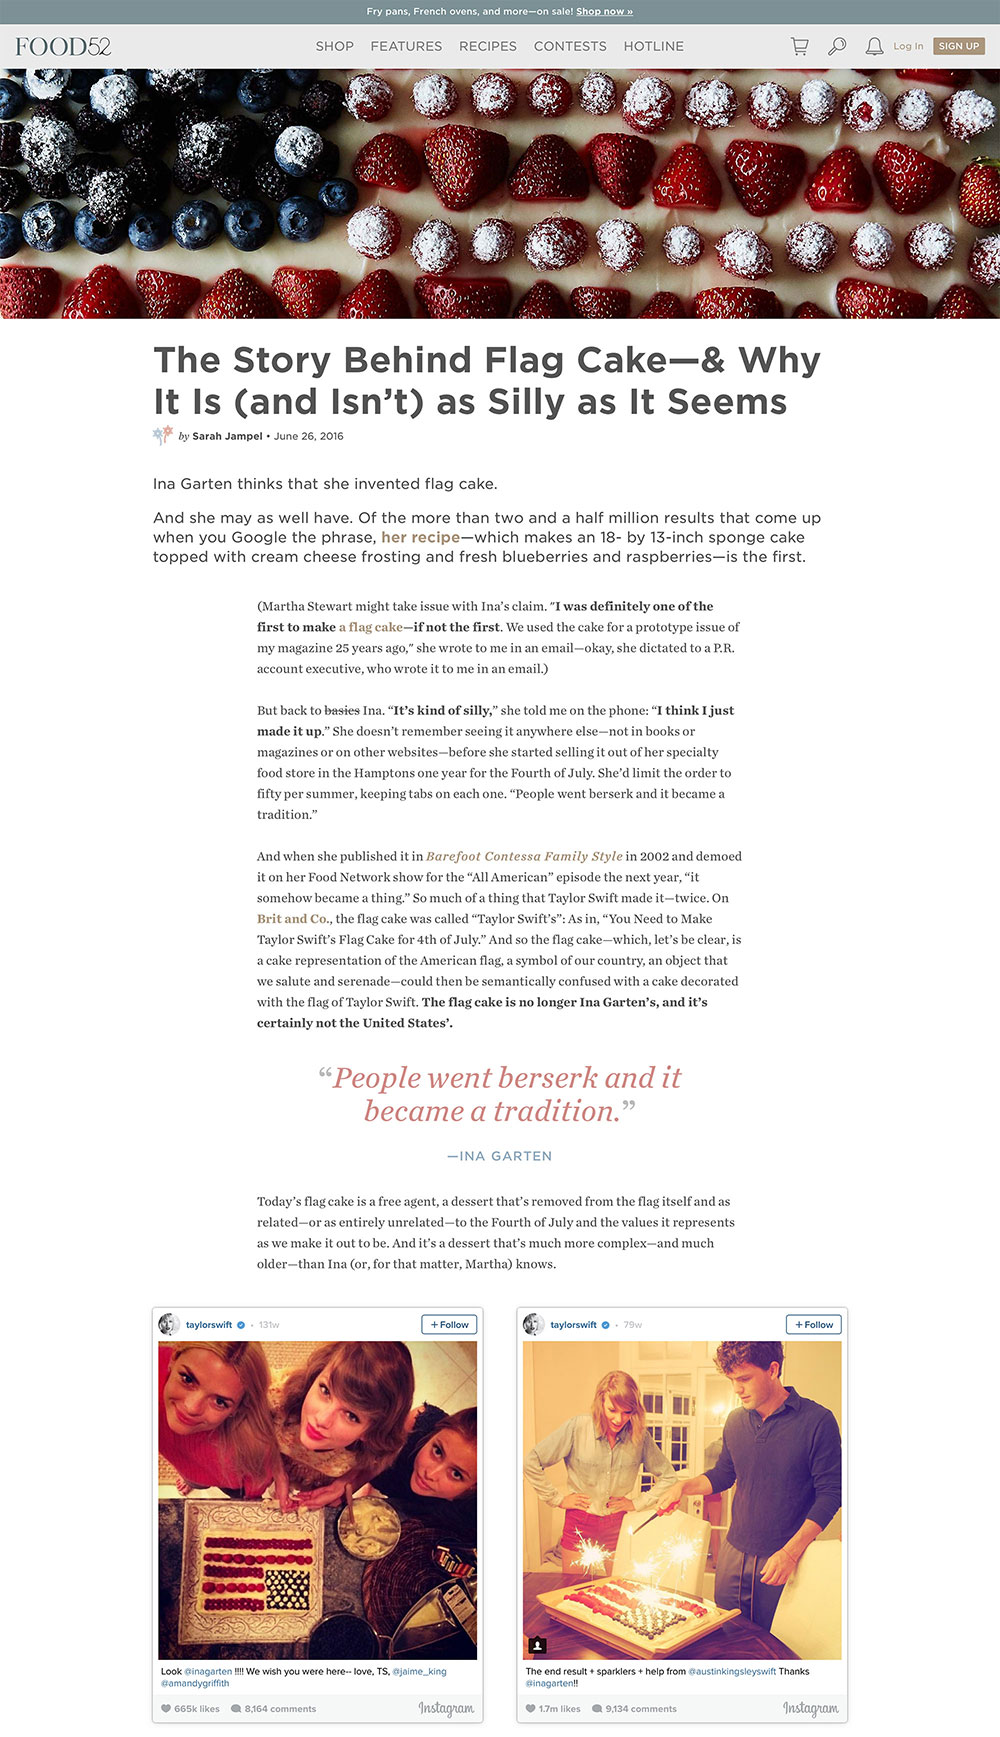 Fry pans, French ovens, and more—on sale! Shop now »
FOOD52
SHOP FEATURES RECIPES CONTESTS HOTLINE
Log In SIGN UP
The Story Behind Flag Cake—& Why
It Is (and Isn’t) as Silly as It Seems
by Sarah Jampel • June 26, 2016
Ina Garten thinks that she invented flag cake.
And she may as well have. Of the more than two and a half million results that come up
when you Google the phrase, her recipe—which makes an 18- by 13-inch sponge cake
topped with cream cheese frosting and fresh blueberries and raspberries—is the first.
(Martha Stewart might take issue with Ina’s claim. "I was definitely one of the
first to make a flag cake—if not the first. We used the cake for a prototype issue of
my magazine 25 years ago," she wrote to me in an email—okay, she dictated to a P.R.
account executive, who wrote it to me in an email.)
But back to basics Ina. “It’s kind of silly,” she told me on the phone: “I think I just
made it up.” She doesn’t remember seeing it anywhere else—not in books or
magazines or on other websites—before she started selling it out of her specialty
food store in the Hamptons one year for the Fourth of July. She’d limit the order to
fifty per summer, keeping tabs on each one. “People went berserk and it became a
tradition.”
And when she published it in Barefoot Contessa Family Style in 2002 and demoed
it on her Food Network show for the “All American” episode the next year, “it
somehow became a thing.” So much of a thing that Taylor Swift made it—twice. On
Brit and Co., the flag cake was called “Taylor Swift’s”: As in, “You Need to Make
Taylor Swift’s Flag Cake for 4th of July.” And so the flag cake—which, let’s be clear, is
a cake representation of the American flag, a symbol of our country, an object that
we salute and serenade—could then be semantically confused with a cake decorated
with the flag of Taylor Swift. The flag cake is no longer Ina Garten’s, and it’s
certainly not the United States’.
“People went berserk and it
became a tradition.”
—INA GARTEN
Today’s flag cake is a free agent, a dessert that’s removed from the flag itself and as
related—or as entirely unrelated—to the Fourth of July and the values it represents
as we make it out to be. And it’s a dessert that’s much more complex—and much
older—than Ina (or, for that matter, Martha) knows.
taylorswift • 131w + Follow
Look @inagarten !!!! We wish you were here-- love, TS, @jaime_king
@amandygriffith
665k likes 8,164 comments Instagram
taylorswift • 79w + Follow
The end result + sparklers + help from @austinkingsleyswift Thanks
@inagarten!!
1.7m likes 9,134 comments Instagram